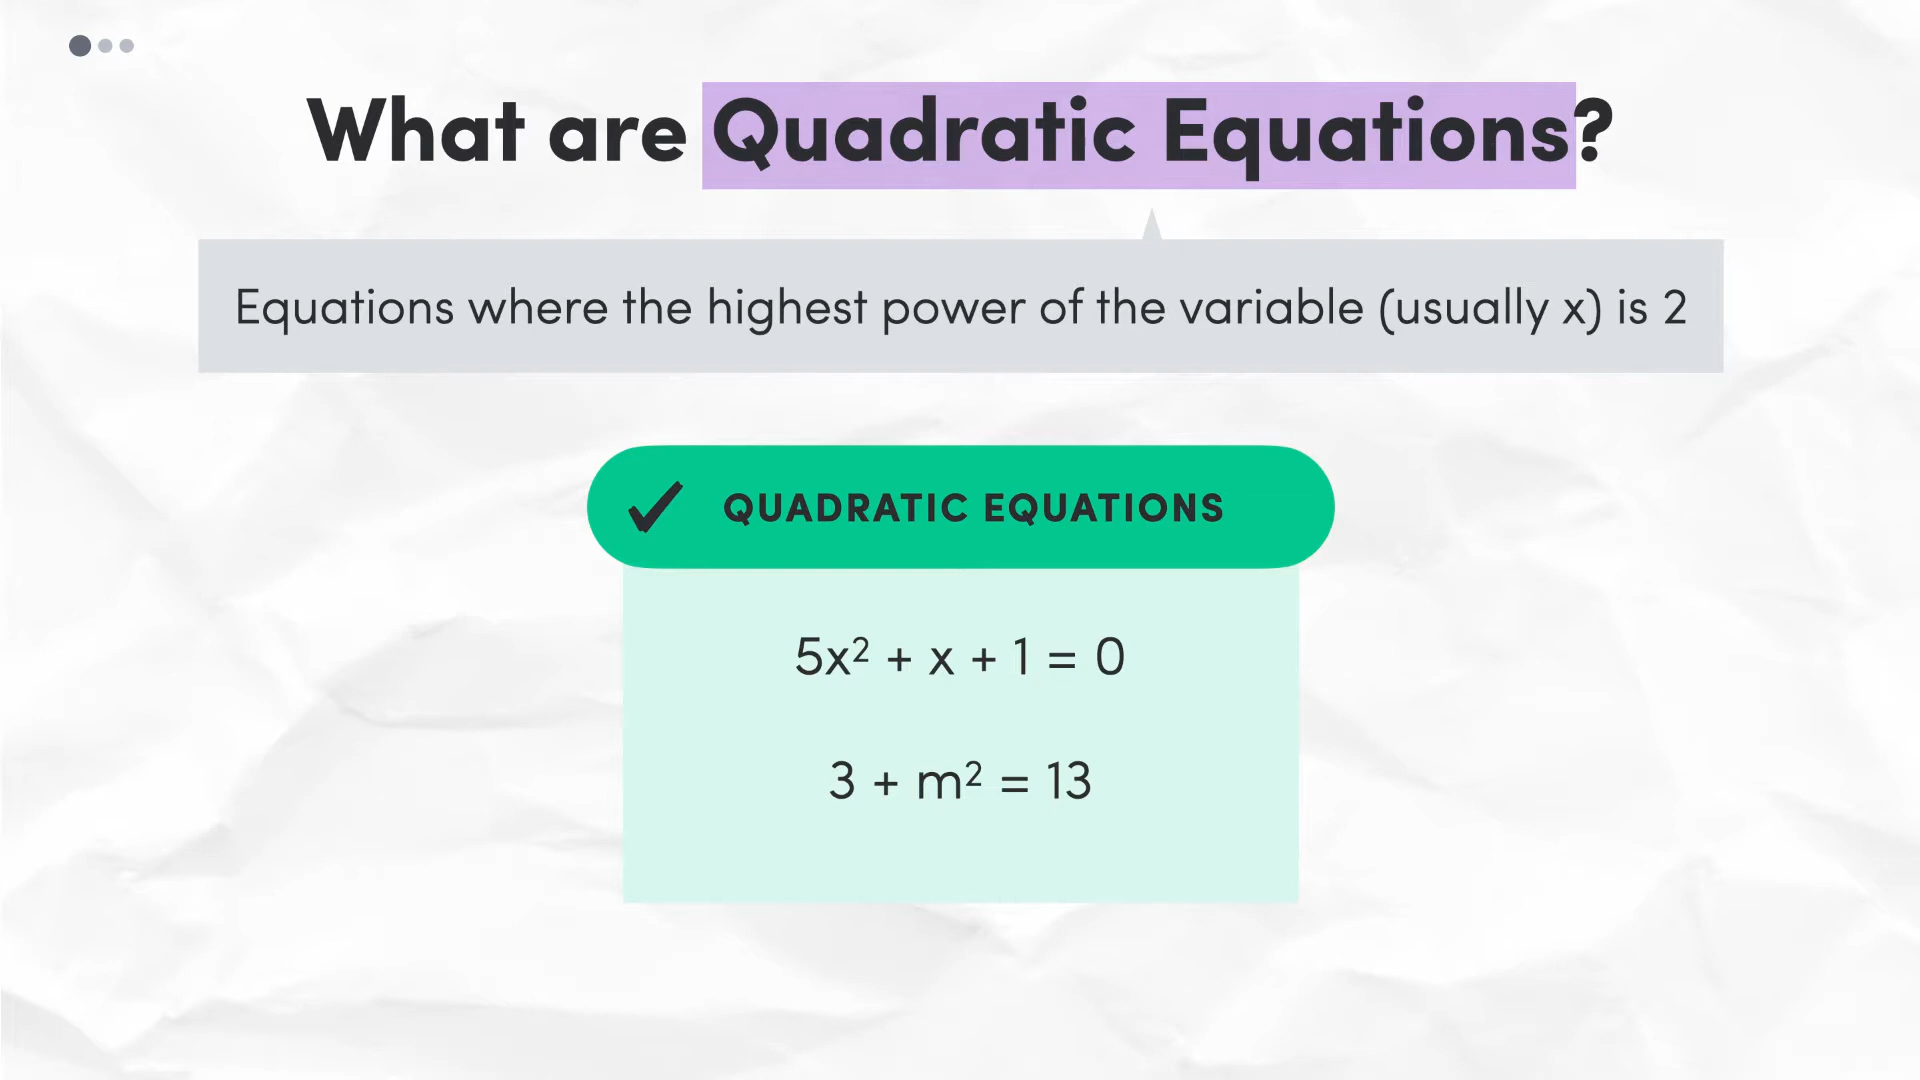 What are Quadratic Equations?
Equations where the highest power of the variable (usually x) is 2
QUADRATIC EQUATIONS
5x² + x + 1 = 0
3 + m² = 13